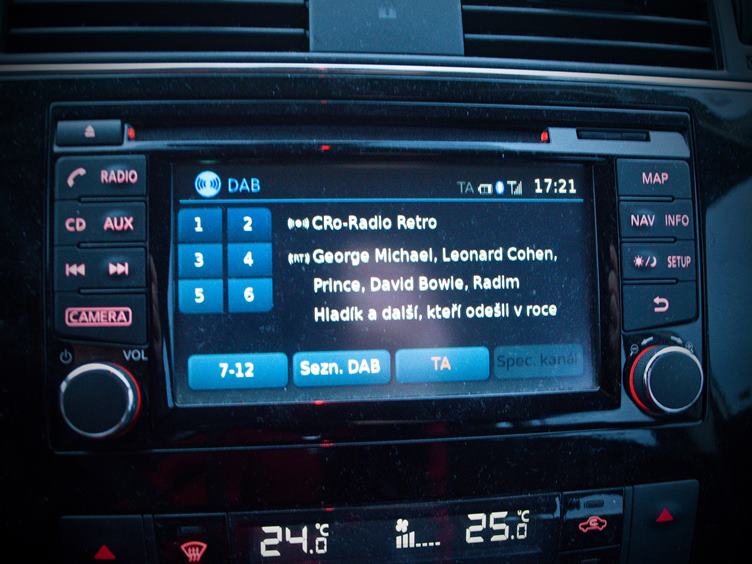 RADIO
CD AUX
CAMERA
VOL
DAB
TA 17:21
1 2
3 4
5 6
CRo-Radio Retro
George Michael, Leonard Cohen,
Prince, David Bowie, Radim
Hladík a další, kteří odešli v roce
7-12
Sezn. DAB
TA
Spec. kanál
MAP
NAV INFO
SETUP
24.0°C
25.0°C